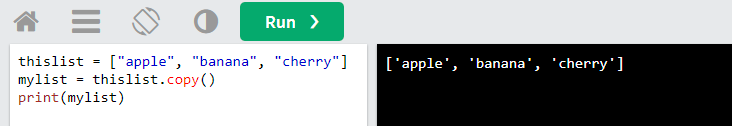 Run ❯
thislist = ["apple", "banana", "cherry"]
mylist = thislist.copy()
print(mylist)
['apple', 'banana', 'cherry']